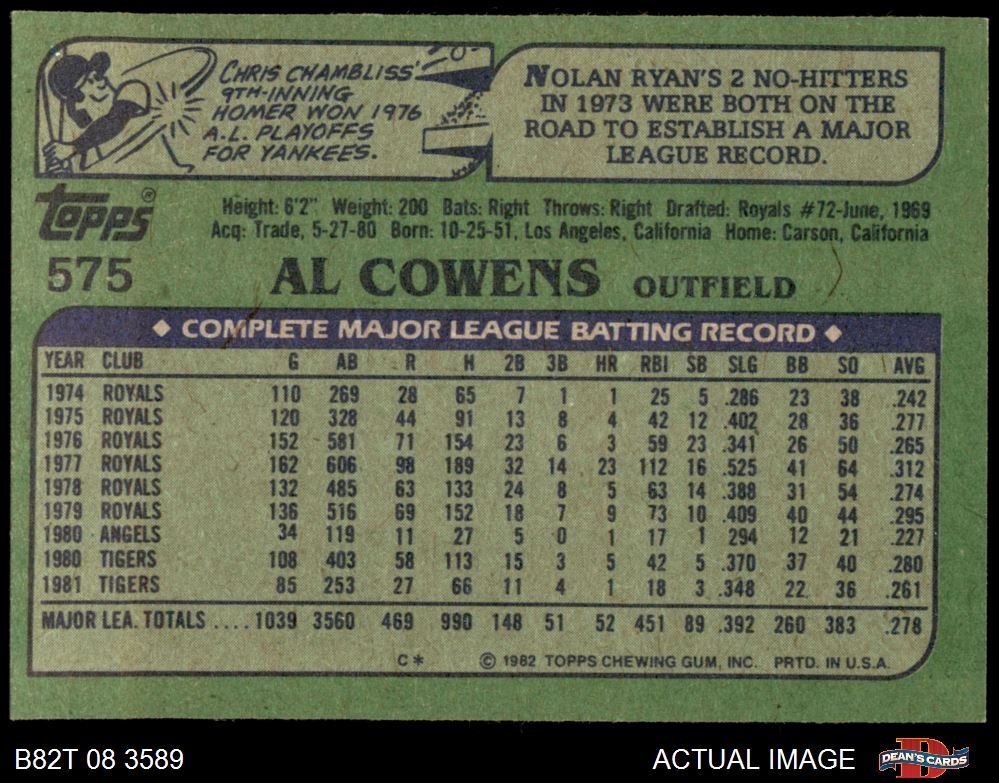 CHRIS CHAMBLISS'
9TH-INNING
HOMER WON 1976
A.L. PLAYOFFS
FOR YANKEES.
NOLAN RYAN'S 2 NO-HITTERS
IN 1973 WERE BOTH ON THE
ROAD TO ESTABLISH A MAJOR
LEAGUE RECORD.
Topps®
Height: 6'2" Weight: 200 Bats: Right Throws: Right Drafted: Royals #72-June, 1969
Acq: Trade, 5-27-80 Born: 10-25-51, Los Angeles, California Home: Carson, California
575 AL COWENS OUTFIELD
◆ COMPLETE MAJOR LEAGUE BATTING RECORD ◆
YEAR CLUB G AB R H 2B 3B HR RBI SB SLG BB SO AVG
1974 ROYALS 110 269 28 65 7 1 1 25 5 .286 23 38 .242
1975 ROYALS 120 328 44 91 13 8 4 42 12 .402 28 36 .277
1976 ROYALS 152 581 71 154 23 6 3 59 23 .341 26 50 .265
1977 ROYALS 162 606 98 189 32 14 23 112 16 .525 41 64 .312
1978 ROYALS 132 485 63 133 24 8 5 63 14 .388 31 54 .274
1979 ROYALS 136 516 69 152 18 7 9 73 10 .409 40 44 .295
1980 ANGELS 34 119 11 27 5 0 1 17 1 .294 12 21 .227
1980 TIGERS 108 403 58 113 15 3 5 42 5 .370 37 40 .280
1981 TIGERS 85 253 27 66 11 4 1 18 3 .348 22 36 .261
MAJOR LEA. TOTALS .... 1039 3560 469 990 148 51 52 451 89 .392 260 383 .278
C* © 1982 TOPPS CHEWING GUM, INC. PRTD. IN U.S.A.
B82T 08 3589 ACTUAL IMAGE DEAN'S CARDS